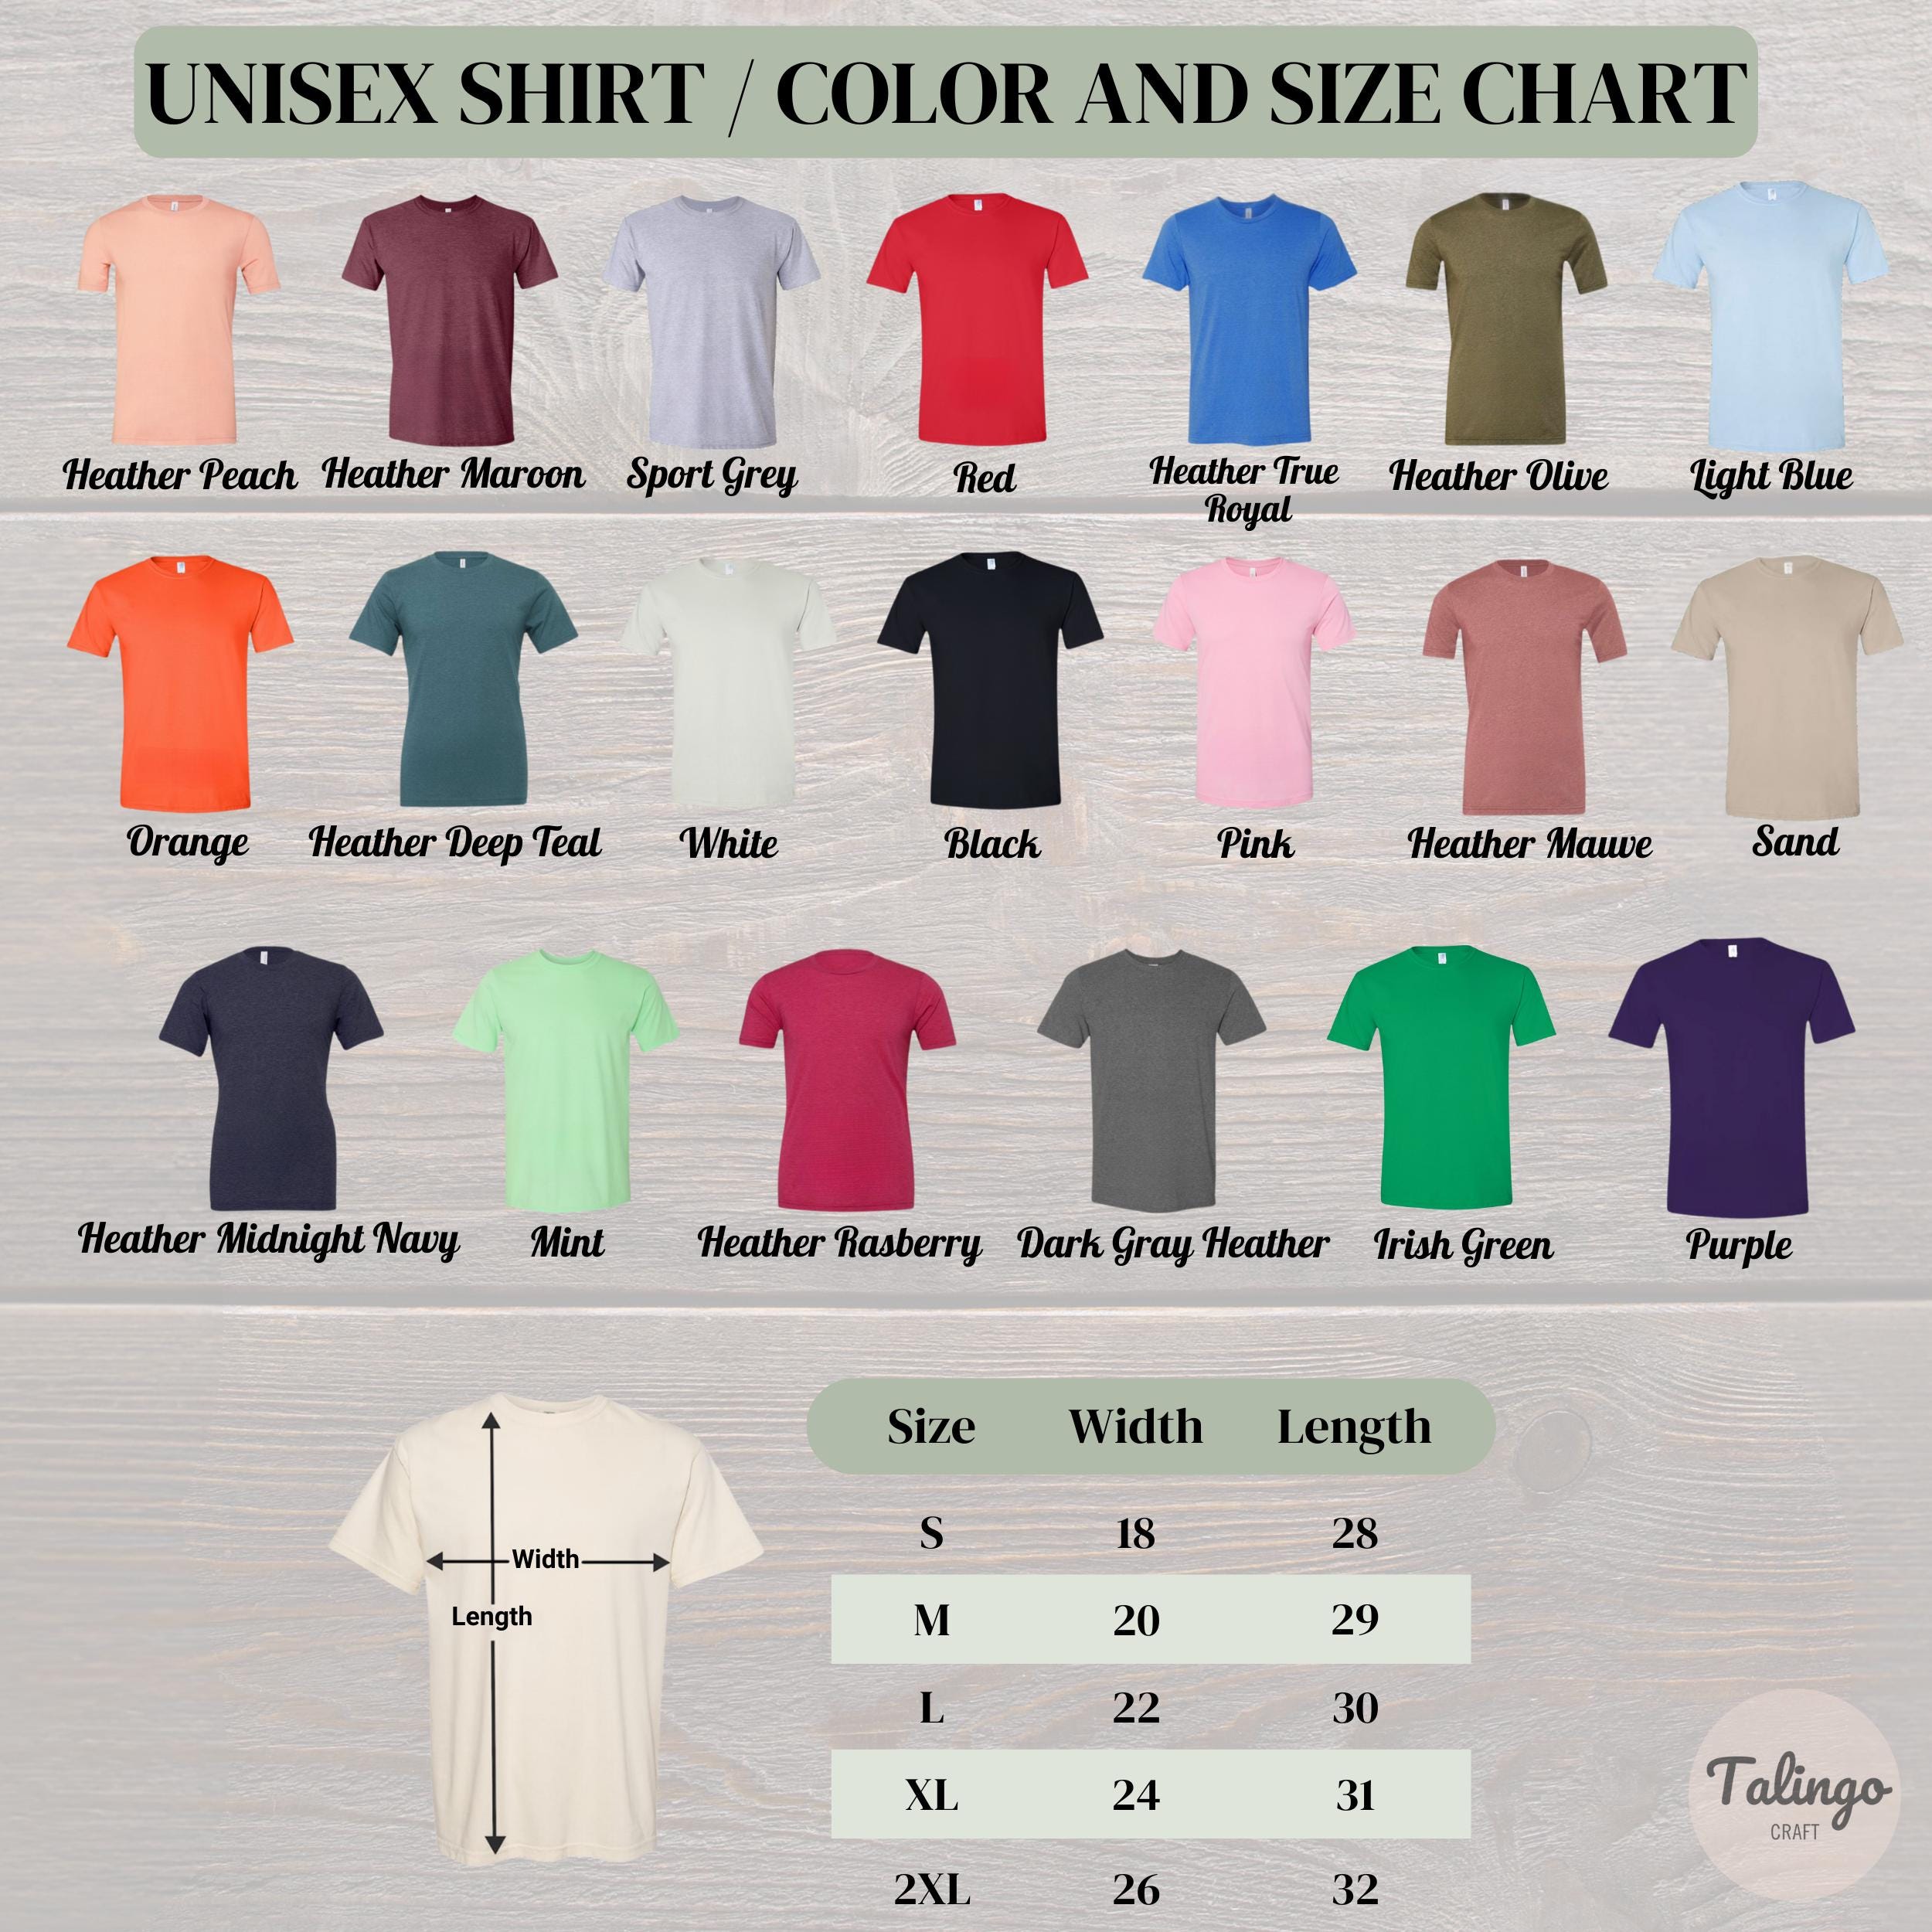 UNISEX SHIRT / COLOR AND SIZE CHART
Heather Peach
Heather Maroon
Sport Grey
Red
Heather True
Royal
Heather Olive
Light Blue
Orange
Heather Deep Teal
White
Black
Pink
Heather Mauve
Sand
Heather Midnight Navy
Mint
Heather Rasberry
Dark Gray Heather
Irish Green
Purple
Width
Length
Size Width Length
S 18 28
M 20 29
L 22 30
XL 24 31
2XL 26 32
Talingo
CRAFT